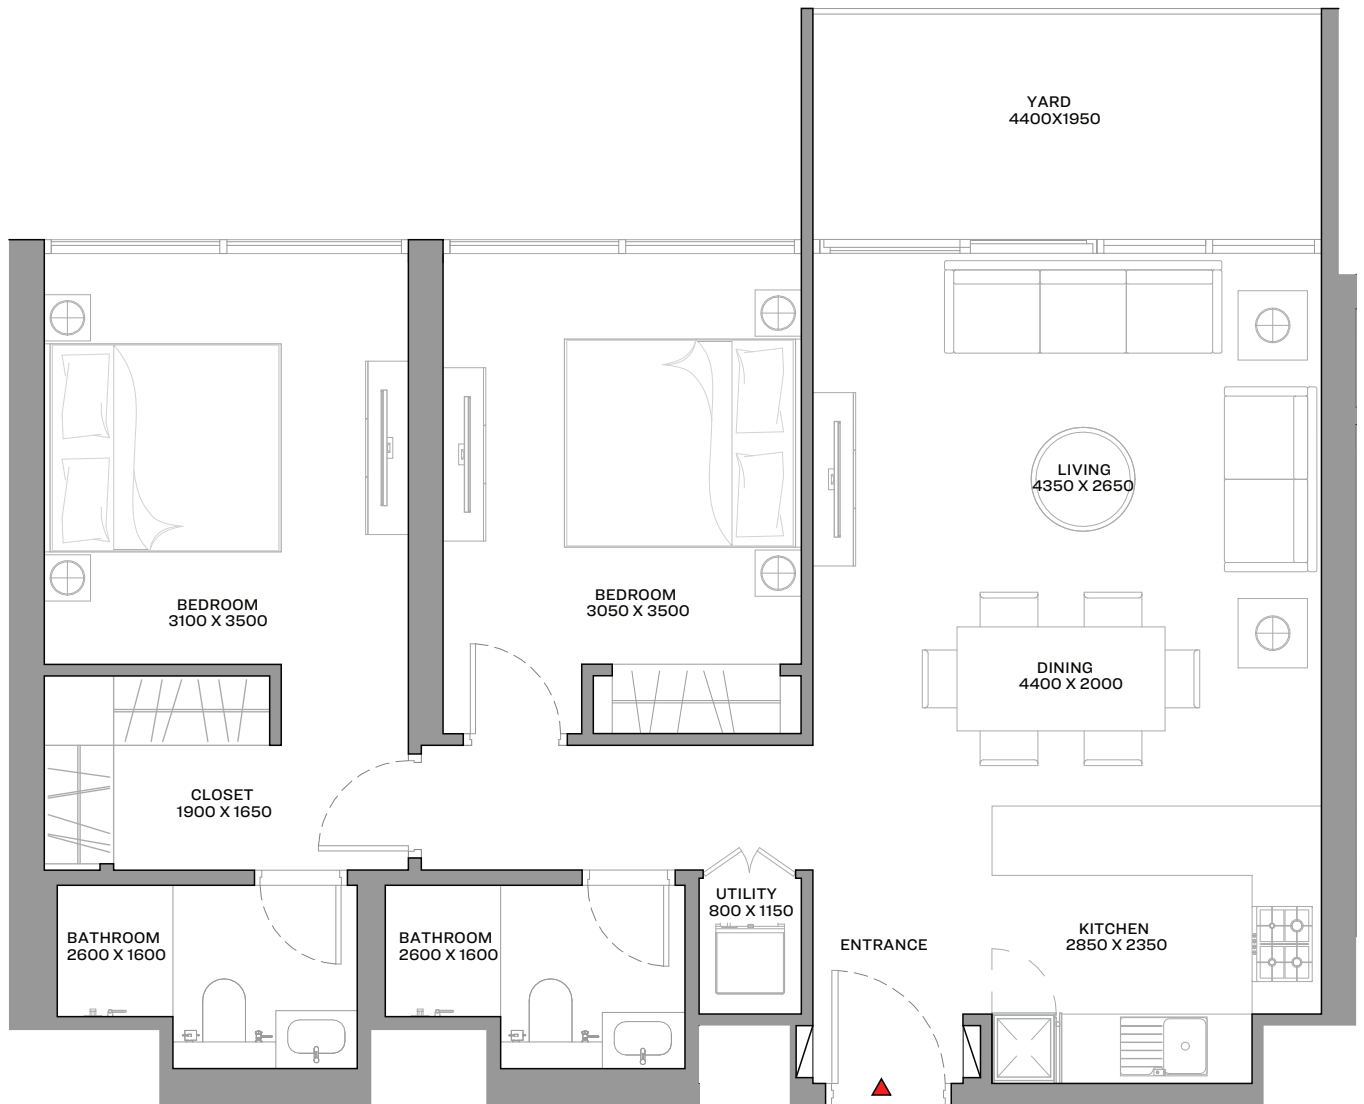 YARD
4400X1950
LIVING
4350 X 2650
BEDROOM
3100 X 3500
BEDROOM
3050 X 3500
DINING
4400 X 2000
CLOSET
1900 X 1650
UTILITY
800 X 1150
BATHROOM
2600 X 1600
BATHROOM
2600 X 1600
ENTRANCE
KITCHEN
2850 X 2350